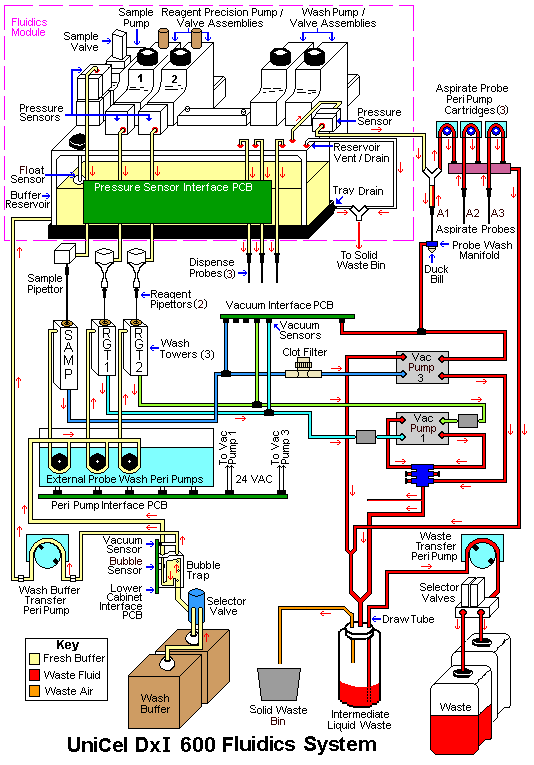 Fluidics
Module
Sample
Pump
Reagent Precision Pump /
Valve Assemblies
Wash Pump /
Valve Assemblies
Sample
Valve
1
2
Pressure
Sensors
Pressure
Sensor
Aspirate Probe
Peri Pump
Cartridges (3)
Reservoir
Vent / Drain
Float
Sensor
Buffer
Reservoir
Pressure Sensor Interface PCB
Tray Drain
A1
A2
A3
Aspirate Probes
To Solid
Waste Bin
Probe Wash
Manifold
Duck
Bill
Dispense
Probes (3)
Sample
Pipettor
Reagent
Pipettors (2)
Vacuum Interface PCB
Vacuum
Sensors
SAMP
RGT1
RGT2
Wash
Towers (3)
Clot Filter
Vac
Pump
3
Vac
Pump
1
To Vac
Pump 1
To Vac
Pump 3
24 VAC
External Probe Wash Peri Pumps
Peri Pump Interface PCB
Vacuum
Sensor
Bubble
Sensor
Bubble
Trap
Lower
Cabinet
Interface
PCB
Selector
Valve
Wash Buffer
Transfer
Peri Pump
Waste
Transfer
Peri Pump
Selector
Valves
Draw Tube
Key
Fresh Buffer
Waste Fluid
Waste Air
Wash
Buffer
Solid Waste
Bin
Intermediate
Liquid Waste
Waste
UniCel DxI 600 Fluidics System